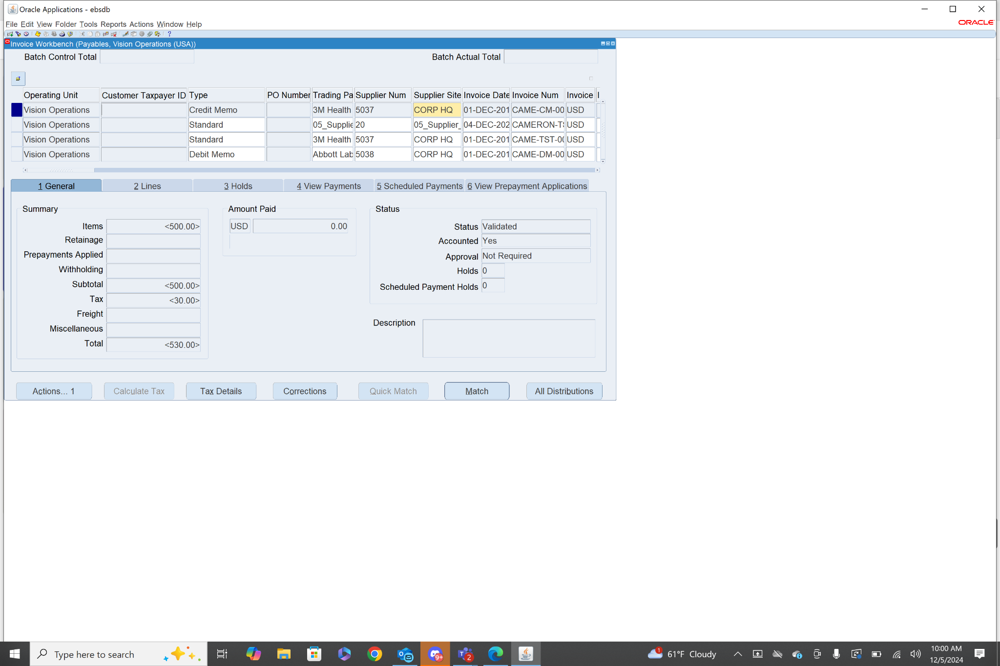 Oracle Applications - ebsdb
File Edit View Folder Tools Reports Actions Window Help
ORACLE
Invoice Workbench (Payables, Vision Operations (USA))
Batch Control Total Batch Actual Total
Operating Unit Customer Taxpayer ID Type PO Number Trading Pa Supplier Num Supplier Site Invoice Date Invoice Num Invoice I
Vision Operations Credit Memo 3M Health 5037 CORP HQ 01-DEC-201 CAME-CM-00 USD
Vision Operations Standard 05_Supplie 20 05_Supplier_ 04-DEC-202 CAMERON-TS USD
Vision Operations Standard 3M Health 5037 CORP HQ 01-DEC-201 CAME-TST-00 USD
Vision Operations Debit Memo Abbott Lab 5038 CORP HQ 01-DEC-201 CAME-DM-00 USD
1 General 2 Lines 3 Holds 4 View Payments 5 Scheduled Payments 6 View Prepayment Applications
Summary
Items <500.00>
Retainage
Prepayments Applied
Withholding
Subtotal <500.00>
Tax <30.00>
Freight
Miscellaneous
Total <530.00>
Amount Paid
USD 0.00
Status
Status Validated
Accounted Yes
Approval Not Required
Holds 0
Scheduled Payment Holds 0
Description
Actions... 1 Calculate Tax Tax Details Corrections Quick Match Match All Distributions
Type here to search
9+
2
1
61°F Cloudy
10:00 AM
12/5/2024